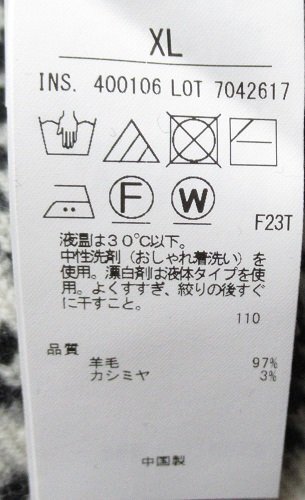 XL
INS. 400106 LOT 7042617
F
W
F23T
液温は30℃以下。
中性洗剤（おしゃれ着洗い）を
使用。漂白剤は液体タイプを使
用。よくすすぎ、絞りの後すぐ
に干すこと。
110
品質
羊毛 97%
カシミヤ 3%
中国製